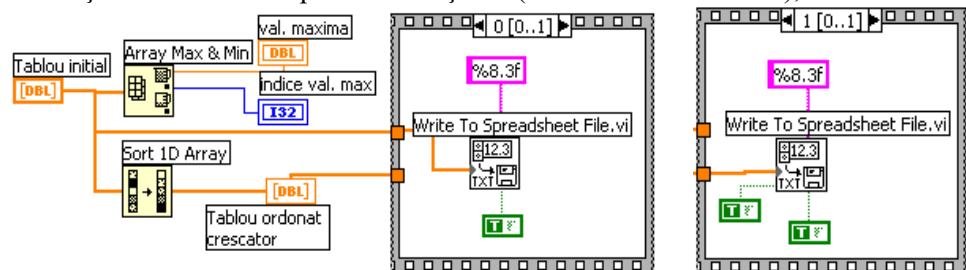 val. maxima
0 [0..1]
1 [0..1]
Array Max & Min
Tablou initial
DBL
[DBL]
indice val. max
I32
%8.3f
%8.3f
Write To Spreadsheet File.vi
Write To Spreadsheet File.vi
Sort 1D Array
12.3
TXT
12.3
TXT
[DBL]
Tablou ordonat
crescator
T
T
T